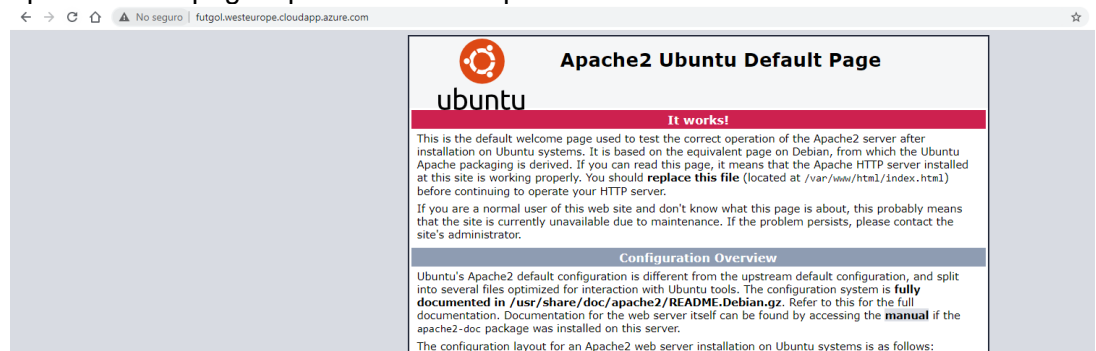 No seguro | futgol.westeurope.cloudapp.azure.com
Apache2 Ubuntu Default Page
ubuntu
It works!
This is the default welcome page used to test the correct operation of the Apache2 server after
installation on Ubuntu systems. It is based on the equivalent page on Debian, from which the Ubuntu
Apache packaging is derived. If you can read this page, it means that the Apache HTTP server installed
at this site is working properly. You should replace this file (located at /var/www/html/index.html)
before continuing to operate your HTTP server.
If you are a normal user of this web site and don't know what this page is about, this probably means
that the site is currently unavailable due to maintenance. If the problem persists, please contact the
site's administrator.
Configuration Overview
Ubuntu's Apache2 default configuration is different from the upstream default configuration, and split
into several files optimized for interaction with Ubuntu tools. The configuration system is fully
documented in /usr/share/doc/apache2/README.Debian.gz. Refer to this for the full
documentation. Documentation for the web server itself can be found by accessing the manual if the
apache2-doc package was installed on this server.
The configuration layout for an Apache2 web server installation on Ubuntu systems is as follows: